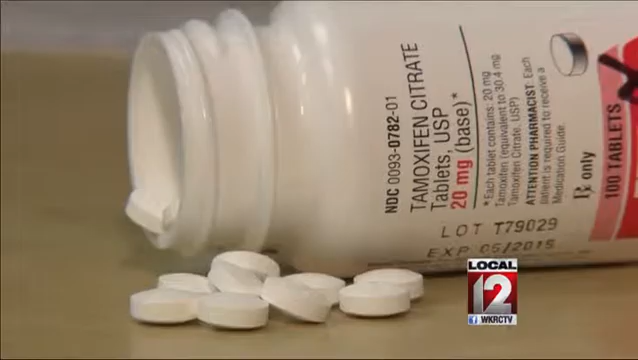 NDC 0093-0782-01
TAMOXIFEN CITRATE
Tablets, USP
20 mg (base)*
*Each tablet contains: 20 mg
Tamoxifen (equivalent to 30.4 mg
Tamoxifen Citrate, USP)
ATTENTION PHARMACIST: Each
patient is required to receive a
Medication Guide.
Rx only
100 TABLETS
LOT T79029
EXP 05/2015
LOCAL
12
f WKRCTV